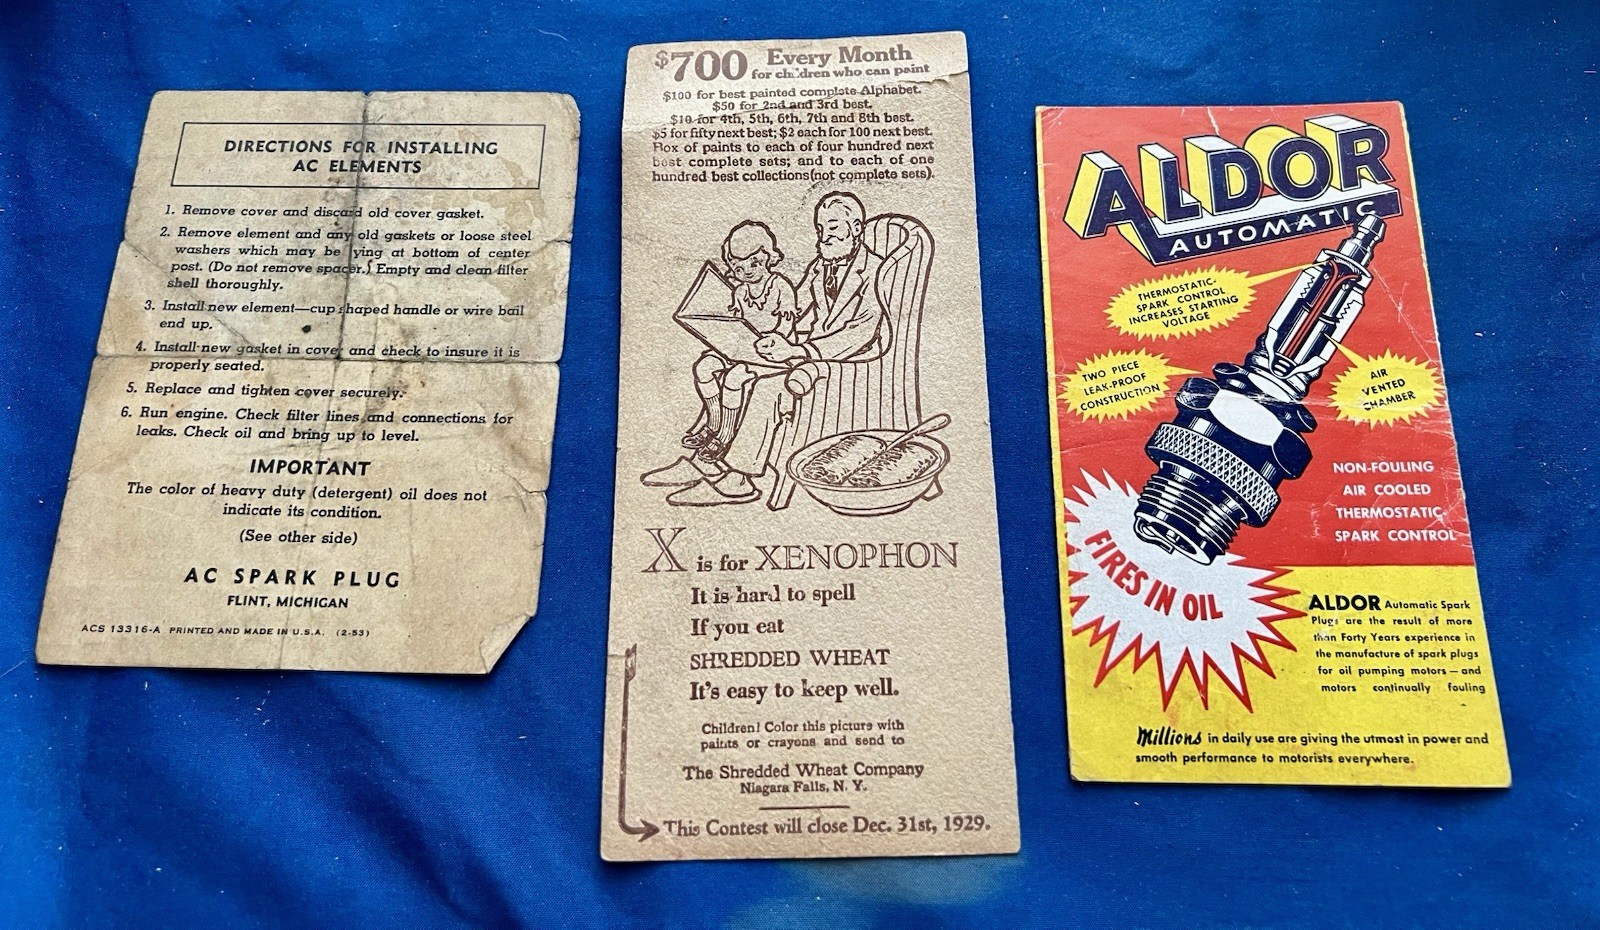 DIRECTIONS FOR INSTALLING
AC ELEMENTS
1. Remove cover and discard old cover gasket.
2. Remove element and any old gaskets or loose steel
washers which may be lying at bottom of center
post. (Do not remove spacer.) Empty and clean filter
shell thoroughly.
3. Install new element—cup shaped handle or wire bail
end up.
4. Install new gasket in cover and check to insure it is
properly seated.
5. Replace and tighten cover securely.
6. Run engine. Check filter lines and connections for
leaks. Check oil and bring up to level.
IMPORTANT
The color of heavy duty (detergent) oil does not
indicate its condition.
(See other side)
AC SPARK PLUG
FLINT, MICHIGAN
ACS 13316-A PRINTED AND MADE IN U.S.A. (2-53)
$700 Every Month
for children who can paint
$100 for best painted complete Alphabet.
$50 for 2nd and 3rd best.
$10 for 4th, 5th, 6th, 7th and 8th best.
$5 for fifty next best; $2 each for 100 next best.
Box of paints to each of four hundred next
best complete sets; and to each of one
hundred best collections (not complete sets).
X is for XENOPHON
It is hard to spell
If you eat
SHREDDED WHEAT
It's easy to keep well.
Children! Color this picture with
paints or crayons and send to
The Shredded Wheat Company
Niagara Falls, N. Y.
This Contest will close Dec. 31st, 1929.
ALDOR
AUTOMATIC
THERMOSTATIC-
SPARK CONTROL
INCREASES STARTING
VOLTAGE
TWO PIECE
LEAK-PROOF
CONSTRUCTION
AIR
VENTED
CHAMBER
NON-FOULING
AIR COOLED
THERMOSTATIC-
SPARK CONTROL
FIRES IN OIL
ALDOR Automatic Spark
Plugs are the result of more
than Forty Years experience in
the manufacture of spark plugs
for oil pumping motors — and
motors continually fouling
Millions in daily use are giving the utmost in power and
smooth performance to motorists everywhere.